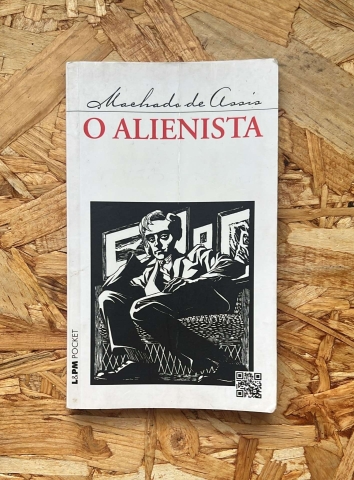 Machado de Assis
O ALIENISTA
L&PM POCKET